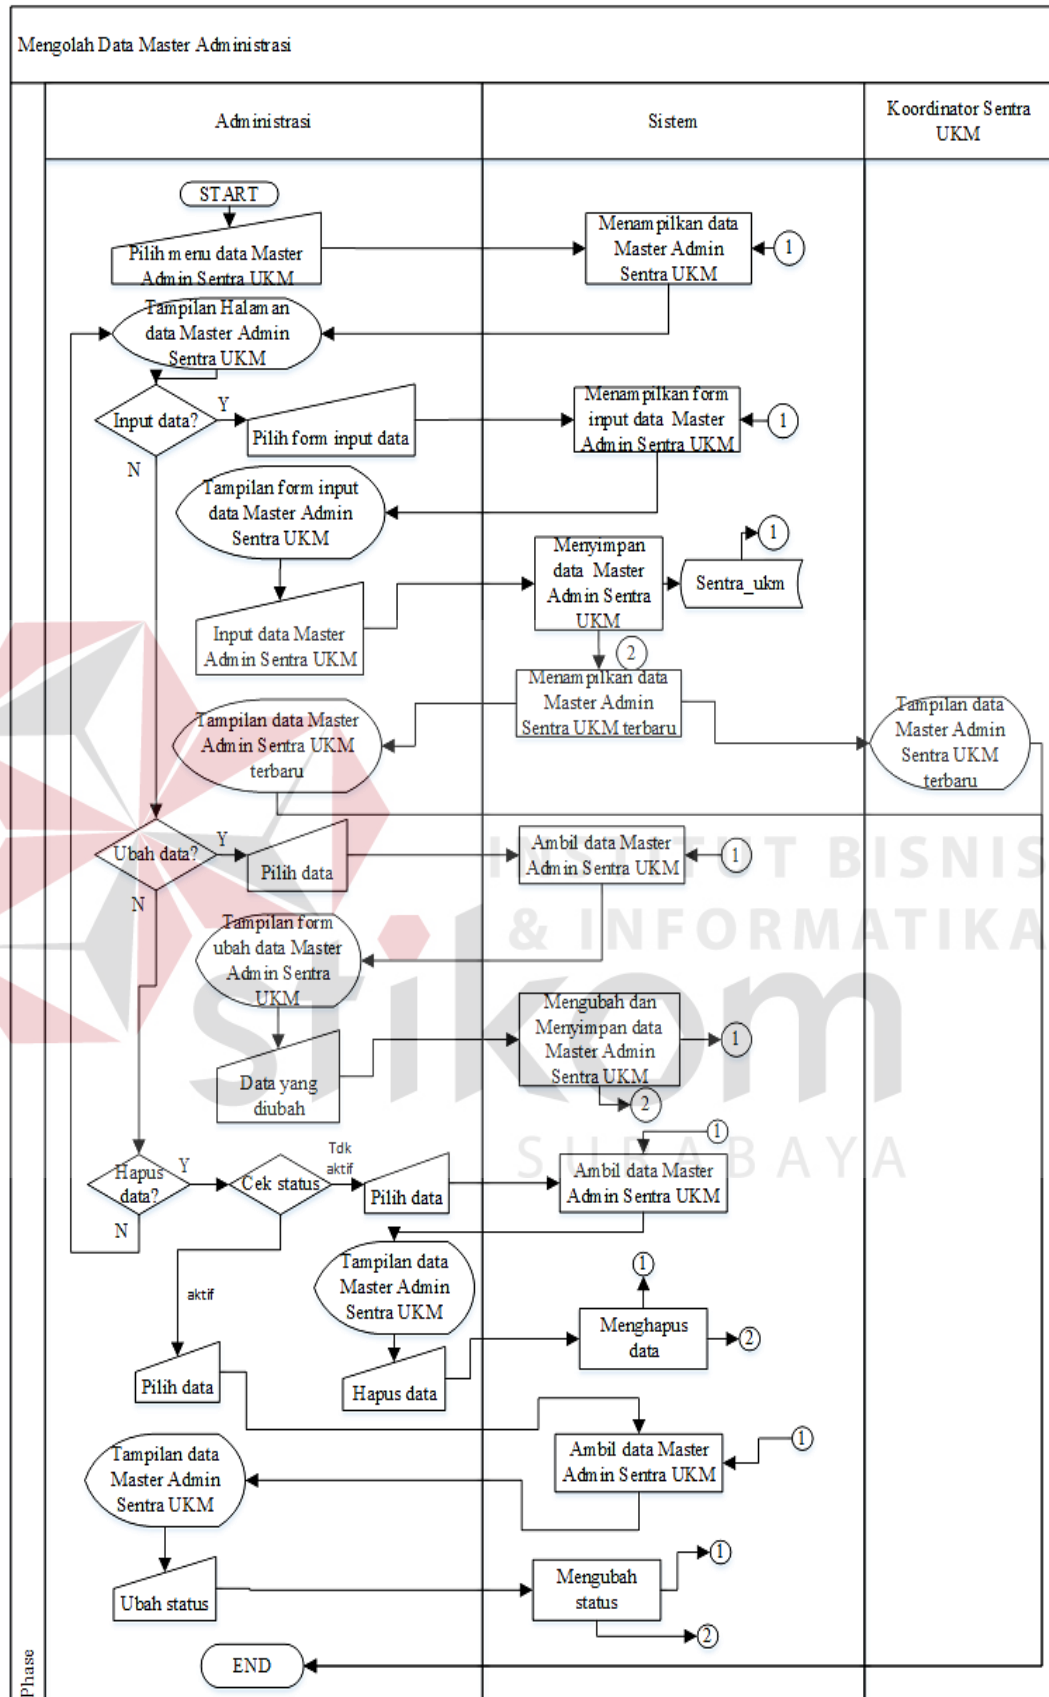 Mengolah Data Master Administrasi
Administrasi
Sistem
Koordinator Sentra
UKM
START
Pilih menu data Master
Admin Sentra UKM
Menampilkan data
Master Admin
Sentra UKM
1
Tampilan Halaman
data Master Admin
Sentra UKM
Input data?
Y
N
Pilih form input data
Menampilkan form
input data Master
Admin Sentra UKM
1
Tampilan form input
data Master Admin
Sentra UKM
Menyimpan
data Master
Admin Sentra
UKM
1
Sentra_ukm
Input data Master
Admin Sentra UKM
2
Menampilkan data
Master Admin
Sentra UKM terbaru
Tampilan data Master
Admin Sentra UKM
terbaru
Tampilan data
Master Admin
Sentra UKM
terbaru
Ubah data?
Y
N
Pilih data
Ambil data Master
Admin Sentra UKM
1
INSTITUT BISNIS
& INFORMATIKA
stikom
SURABAYA
Tampilan form
ubah data Master
Admin Sentra
UKM
Mengubah dan
Menyimpan data
Master Admin
Sentra UKM
1
2
Data yang
diubah
Hapus
data?
Y
N
Cek status
Tdk
aktif
Pilih data
1
Ambil data Master
Admin Sentra UKM
Tampilan data
Master Admin
Sentra UKM
aktif
1
Menghapus
data
2
Pilih data
Hapus data
Ambil data Master
Admin Sentra UKM
1
Tampilan data
Master Admin
Sentra UKM
Ubah status
Mengubah
status
1
2
END
Phase